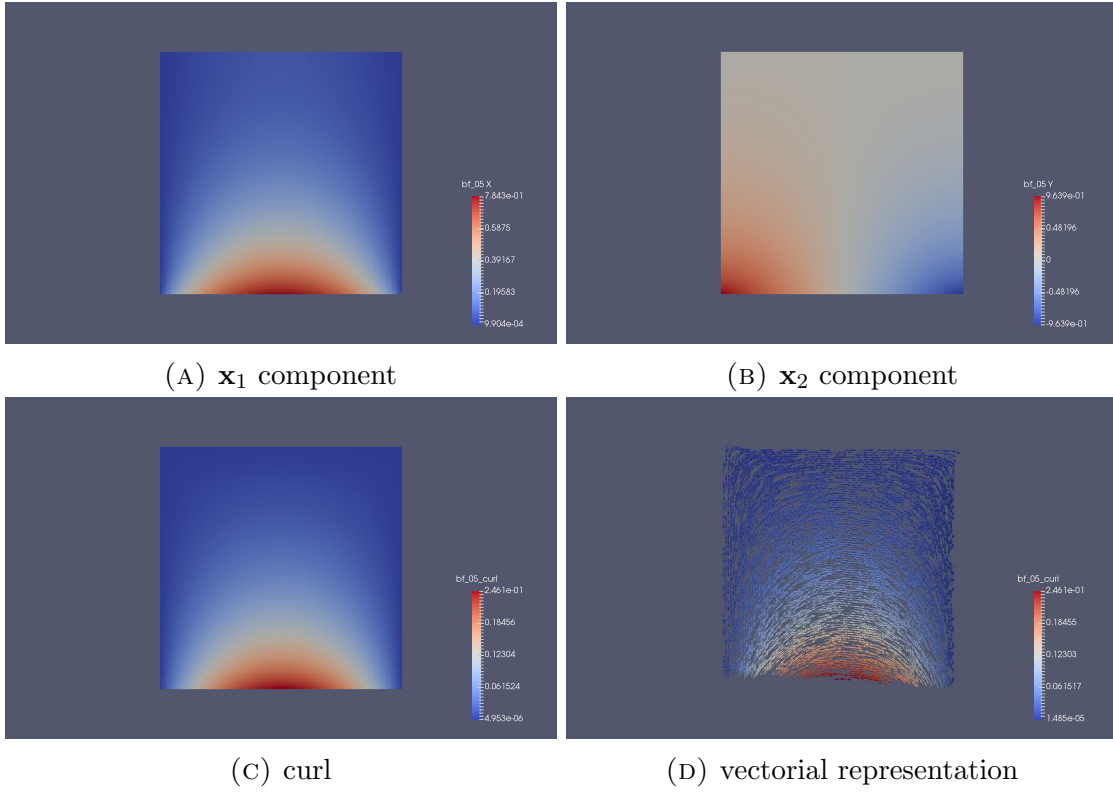 bf_05 X
7.843e-01
0.5875
0.39167
0.19583
9.904e-04
bf_05 Y
9.639e-01
0.48196
0
-0.48196
-9.639e-01
(A) x₁ component
(B) x₂ component
bf_05_curl
2.461e-01
0.18456
0.12304
0.061524
4.953e-06
bf_05_curl
2.461e-01
0.18455
0.12303
0.061517
1.485e-05
(C) curl
(D) vectorial representation